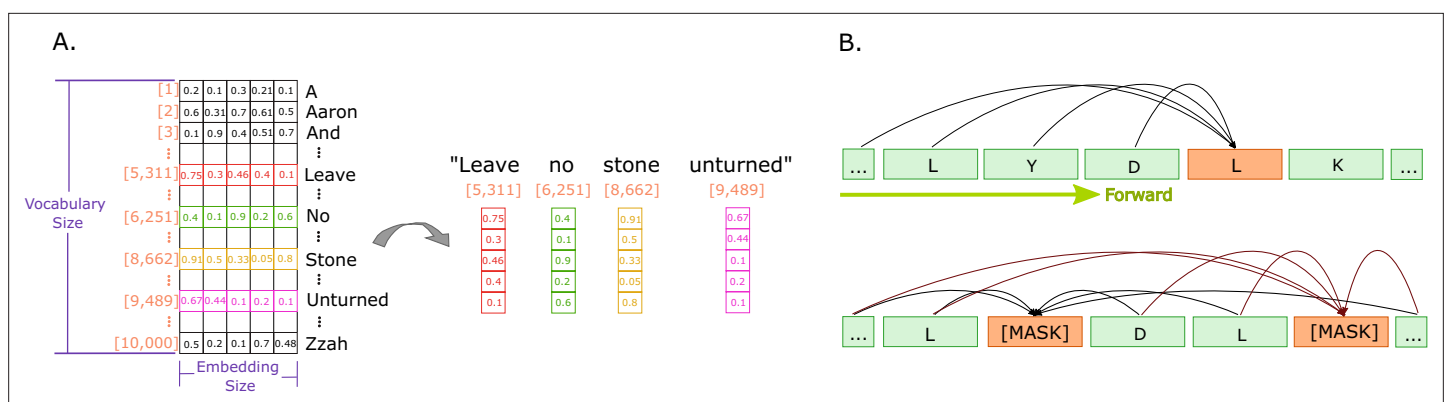 A.
[1] 0.2 0.1 0.3 0.21 0.1 A
[2] 0.6 0.31 0.7 0.61 0.5 Aaron
[3] 0.1 0.9 0.4 0.51 0.7 And
[5,311] 0.75 0.3 0.46 0.4 0.1 Leave
[6,251] 0.4 0.1 0.9 0.2 0.6 No
[8,662] 0.91 0.5 0.33 0.05 0.8 Stone
[9,489] 0.67 0.44 0.1 0.2 0.1 Unturned
[10,000] 0.5 0.2 0.1 0.7 0.48 Zzah
Vocabulary
Size
Embedding
Size
"Leave no stone unturned"
[5,311] [6,251] [8,662] [9,489]
0.75 0.4 0.91 0.67
0.3 0.1 0.5 0.44
0.46 0.9 0.33 0.1
0.4 0.2 0.05 0.2
0.1 0.6 0.8 0.1
B.
... L Y D L K ...
Forward
... L [MASK] D L [MASK] ...